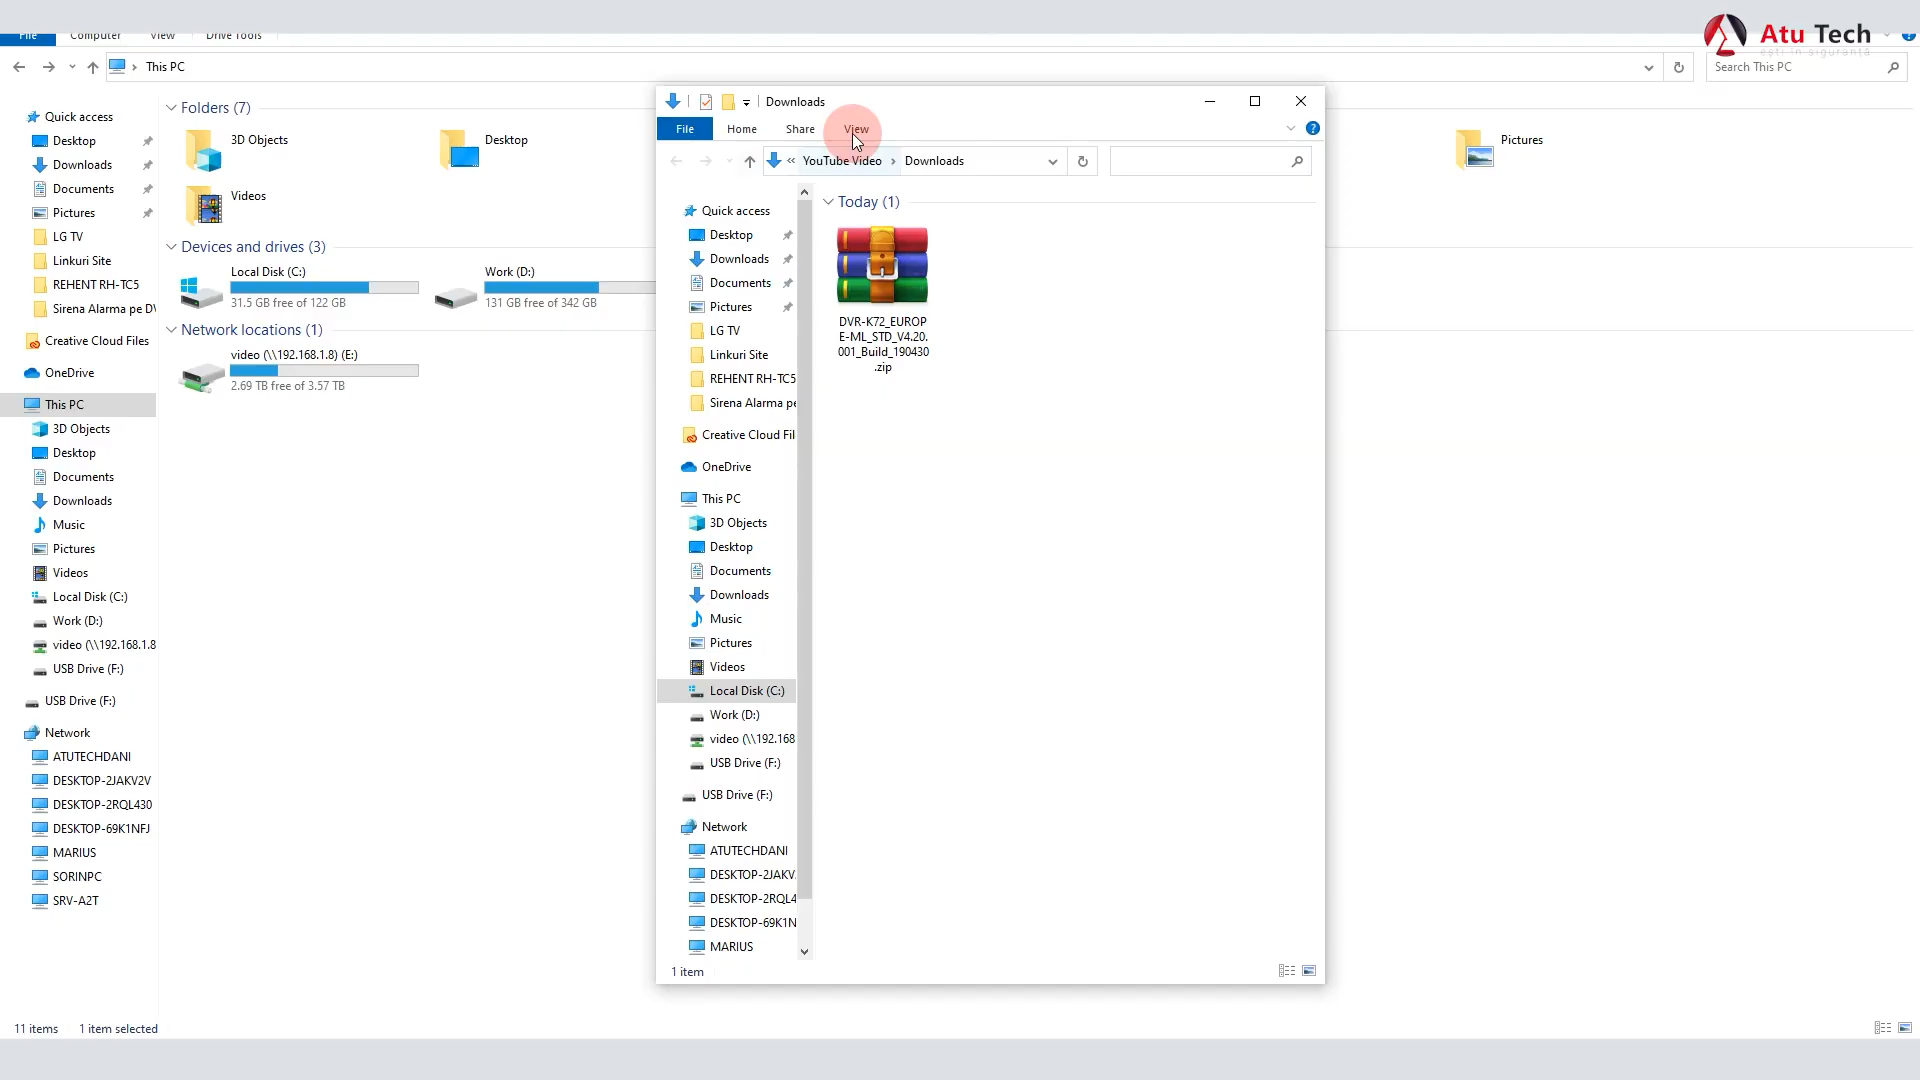 File Computer View Drive Tools
Atu Tech
ești în siguranță
This PC
Search This PC
Quick access
Desktop
Downloads
Documents
Pictures
LG TV
Linkuri Site
REHENT RH-TC5
Sirena Alarma pe DV
Creative Cloud Files
OneDrive
This PC
3D Objects
Desktop
Documents
Downloads
Music
Pictures
Videos
Local Disk (C:)
Work (D:)
video (\\192.168.1.8
USB Drive (F:)
USB Drive (F:)
Network
ATUTECHDANI
DESKTOP-2JAKV2V
DESKTOP-2RQL430
DESKTOP-69K1NFJ
MARIUS
SORINPC
SRV-A2T
11 items 1 item selected
Folders (7)
3D Objects
Desktop
Pictures
Videos
Devices and drives (3)
Local Disk (C:)
31.5 GB free of 122 GB
Work (D:)
131 GB free of 342 GB
Network locations (1)
video (\\192.168.1.8) (E:)
2.69 TB free of 3.57 TB
Downloads
File Home Share View
« YouTube Video › Downloads
Quick access
Desktop
Downloads
Documents
Pictures
LG TV
Linkuri Site
REHENT RH-TC5
Sirena Alarma pe
Creative Cloud Fil
OneDrive
This PC
3D Objects
Desktop
Documents
Downloads
Music
Pictures
Videos
Local Disk (C:)
Work (D:)
video (\\192.168
USB Drive (F:)
USB Drive (F:)
Network
ATUTECHDANI
DESKTOP-2JAKV
DESKTOP-2RQL4
DESKTOP-69K1N
MARIUS
Today (1)
DVR-K72_EUROP
E-ML_STD_V4.20.
001_Build_190430
.zip
1 item